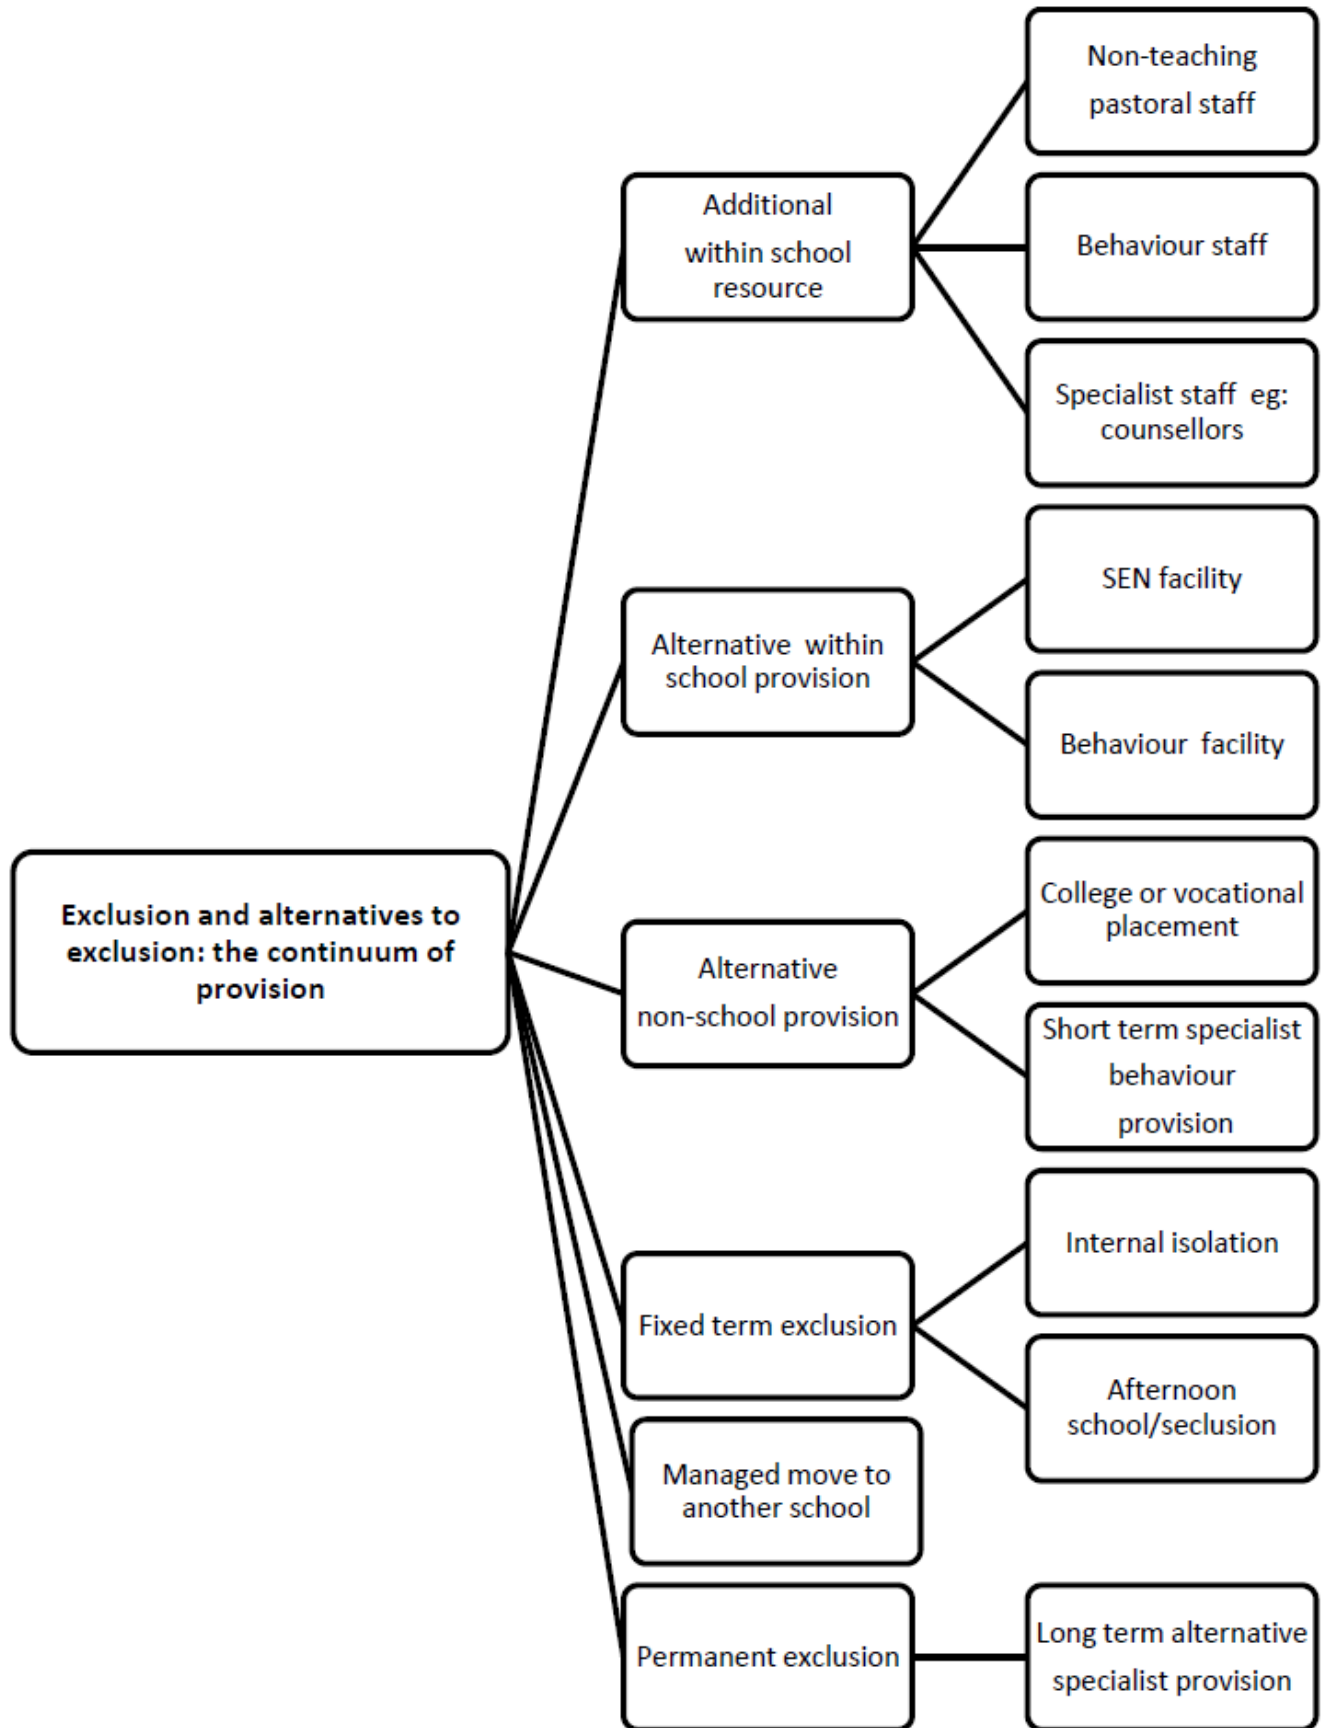 Exclusion and alternatives to
exclusion: the continuum of
provision
Additional
within school
resource
Non-teaching
pastoral staff
Behaviour staff
Specialist staff eg:
counsellors
Alternative within
school provision
SEN facility
Behaviour facility
Alternative
non-school provision
College or vocational
placement
Short term specialist
behaviour
provision
Fixed term exclusion
Internal isolation
Afternoon
school/seclusion
Managed move to
another school
Permanent exclusion
Long term alternative
specialist provision